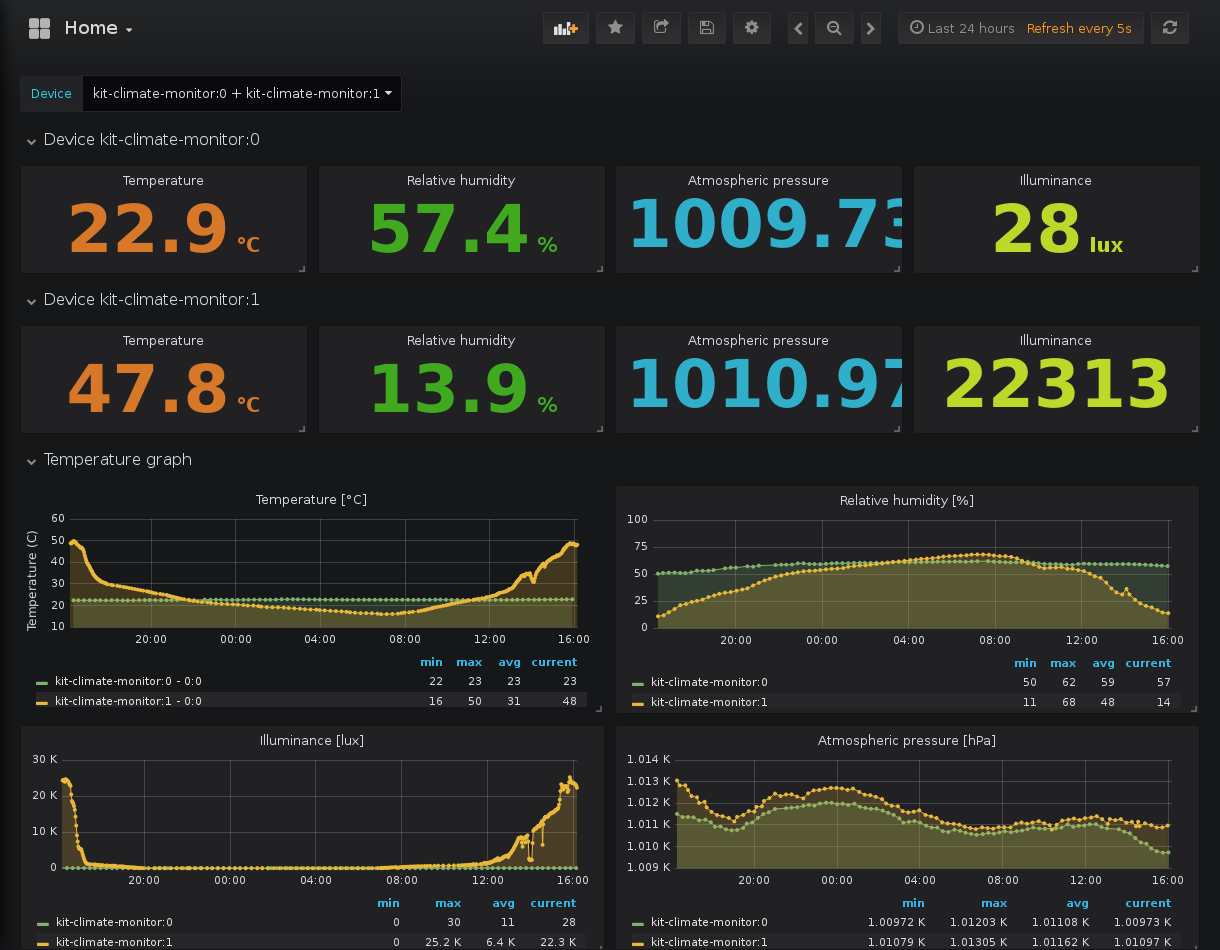 Home
Last 24 hours Refresh every 5s
Device kit-climate-monitor:0 + kit-climate-monitor:1
Device kit-climate-monitor:0
Temperature Relative humidity Atmospheric pressure Illuminance
22.9 °C 57.4 % 1009.73 28 lux
Device kit-climate-monitor:1
Temperature Relative humidity Atmospheric pressure Illuminance
47.8 °C 13.9 % 1010.97 22313
Temperature graph
Temperature [°C]
Temperature (C)
60
50
40
30
20
10
20:00 00:00 04:00 08:00 12:00 16:00
min max avg current
kit-climate-monitor:0 - 0:0 22 23 23 23
kit-climate-monitor:1 - 0:0 16 50 31 48
Relative humidity [%]
100
75
50
25
0
20:00 00:00 04:00 08:00 12:00 16:00
min max avg current
kit-climate-monitor:0 50 62 59 57
kit-climate-monitor:1 11 68 48 14
Illuminance [lux]
30 K
20 K
10 K
0
20:00 00:00 04:00 08:00 12:00 16:00
min max avg current
kit-climate-monitor:0 0 30 11 28
kit-climate-monitor:1 0 25.2 K 6.4 K 22.3 K
Atmospheric pressure [hPa]
1.014 K
1.013 K
1.012 K
1.011 K
1.010 K
1.009 K
20:00 00:00 04:00 08:00 12:00 16:00
min max avg current
kit-climate-monitor:0 1.00972 K 1.01203 K 1.01108 K 1.00973 K
kit-climate-monitor:1 1.01079 K 1.01305 K 1.01162 K 1.01097 K